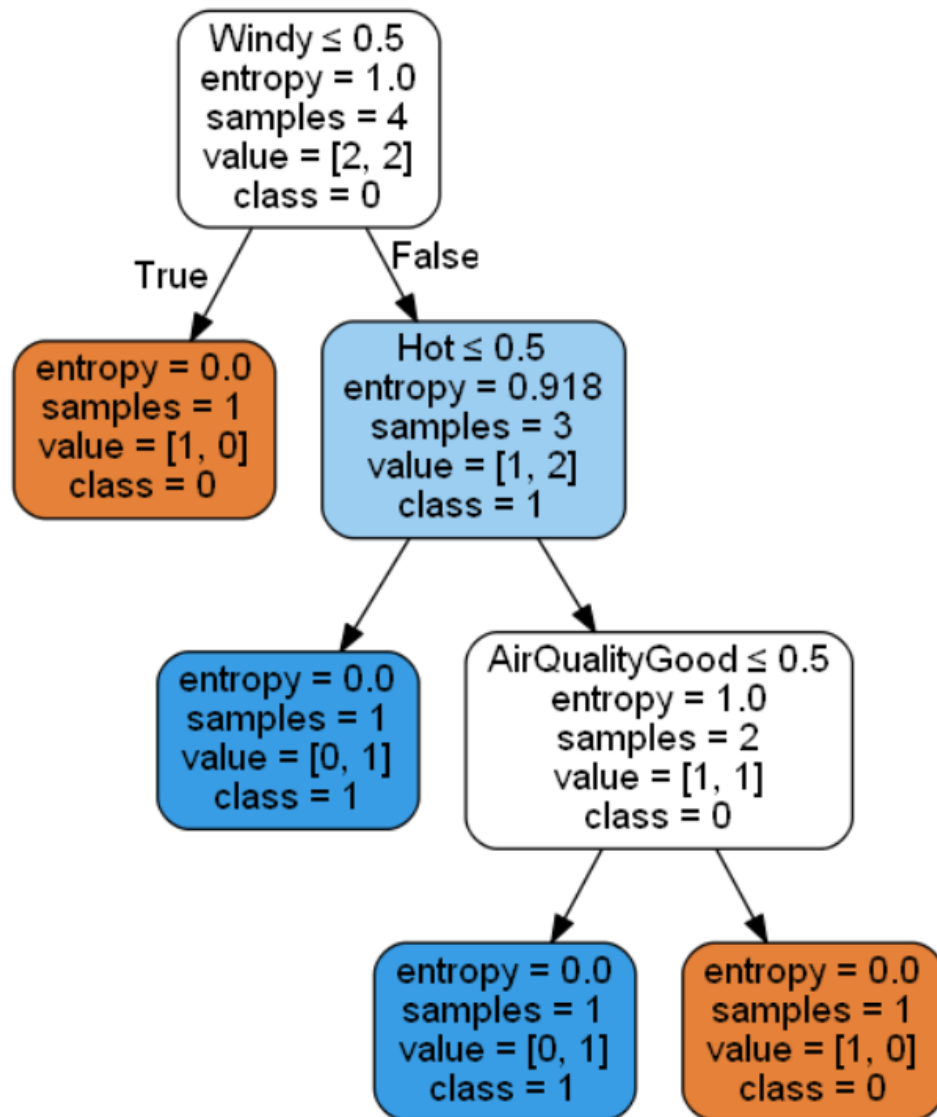 Windy ≤ 0.5
entropy = 1.0
samples = 4
value = [2, 2]
class = 0
True
False
entropy = 0.0
samples = 1
value = [1, 0]
class = 0
Hot ≤ 0.5
entropy = 0.918
samples = 3
value = [1, 2]
class = 1
entropy = 0.0
samples = 1
value = [0, 1]
class = 1
AirQualityGood ≤ 0.5
entropy = 1.0
samples = 2
value = [1, 1]
class = 0
entropy = 0.0
samples = 1
value = [0, 1]
class = 1
entropy = 0.0
samples = 1
value = [1, 0]
class = 0